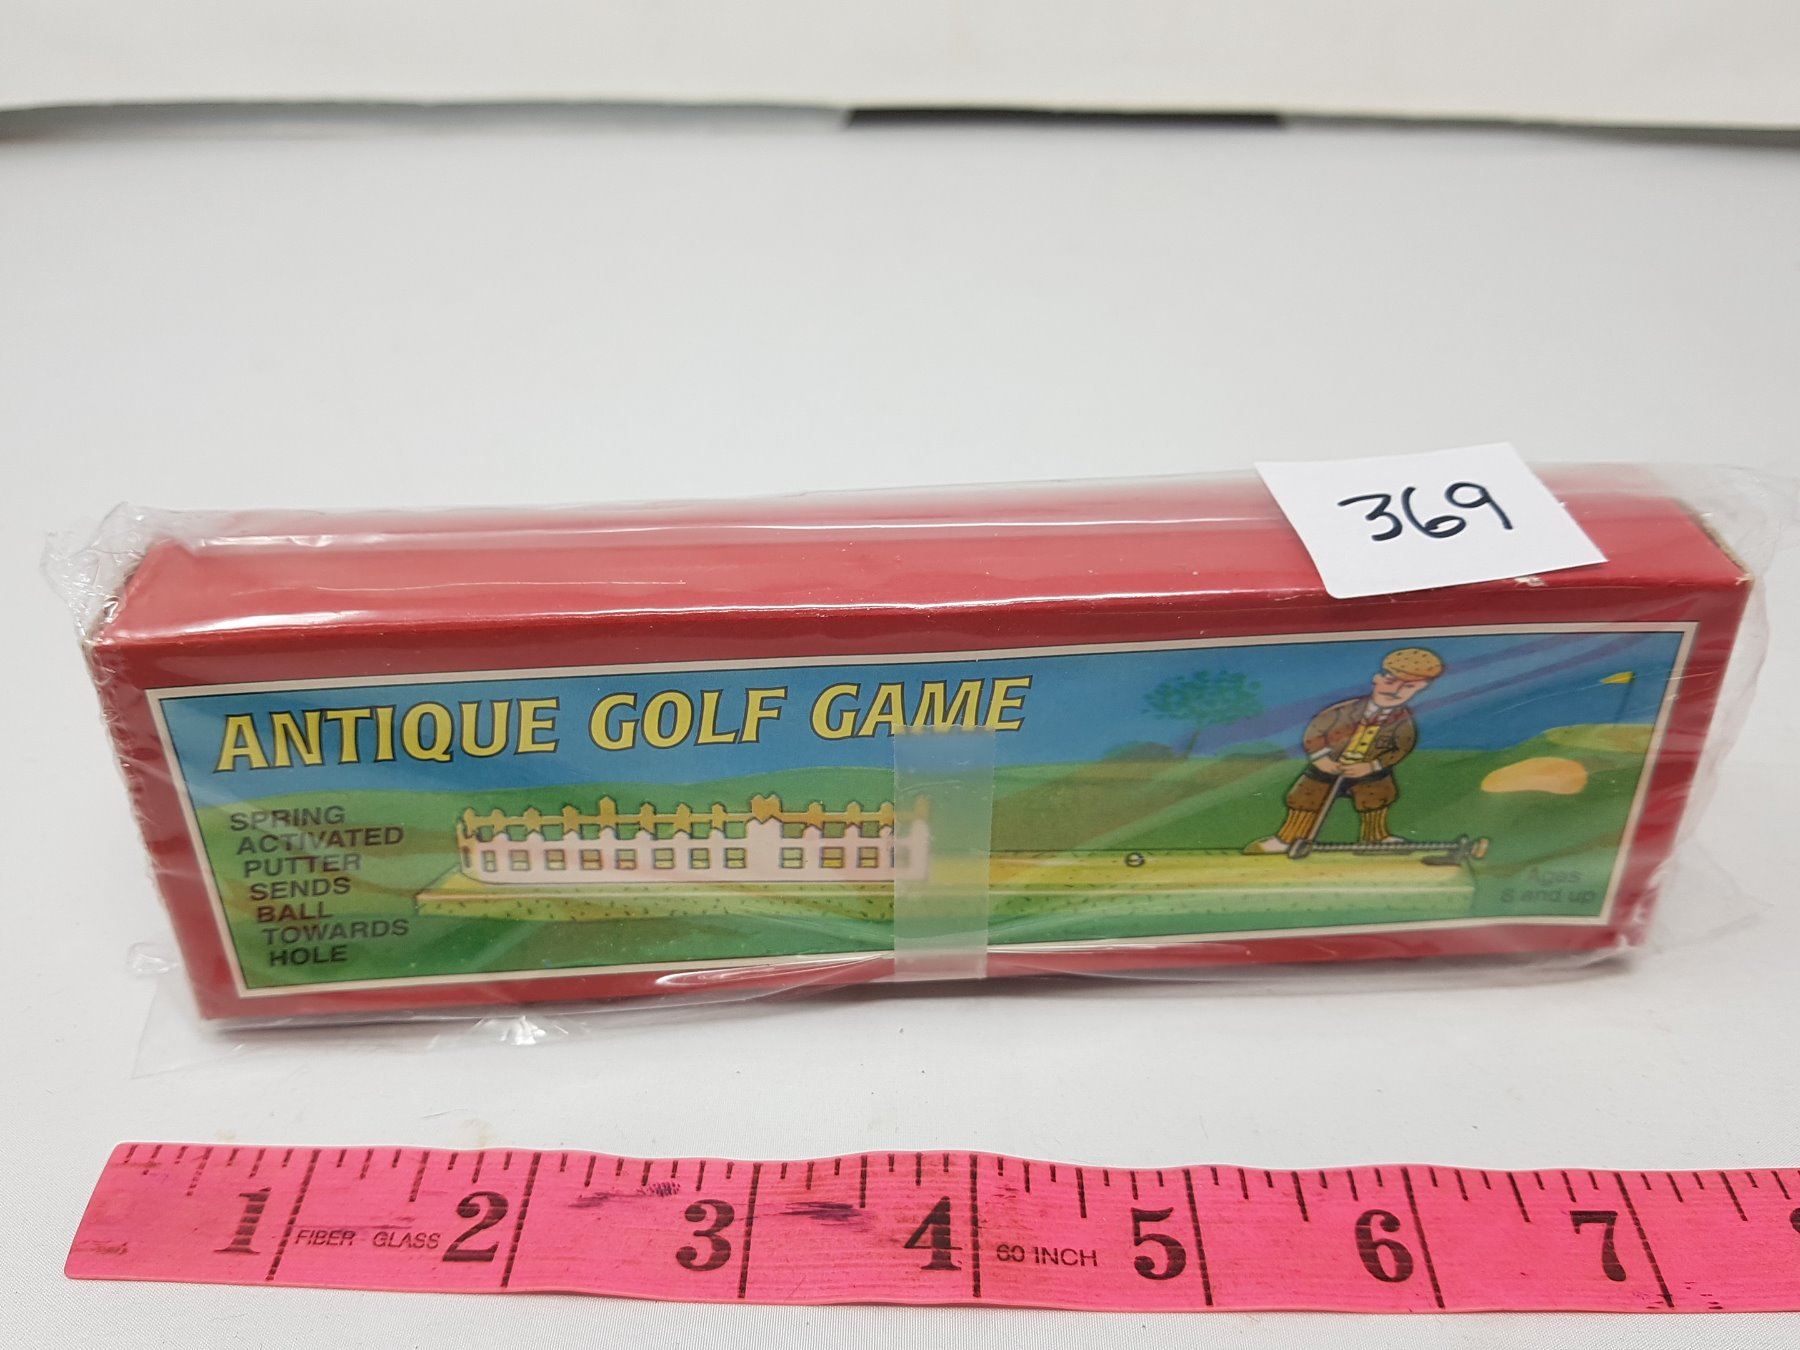 369
ANTIQUE GOLF GAME
SPRING
ACTIVATED
PUTTER
SENDS
BALL
TOWARDS
HOLE
Ages
and up
1 FIBER GLASS 2 3 4 60 INCH 5 6 7